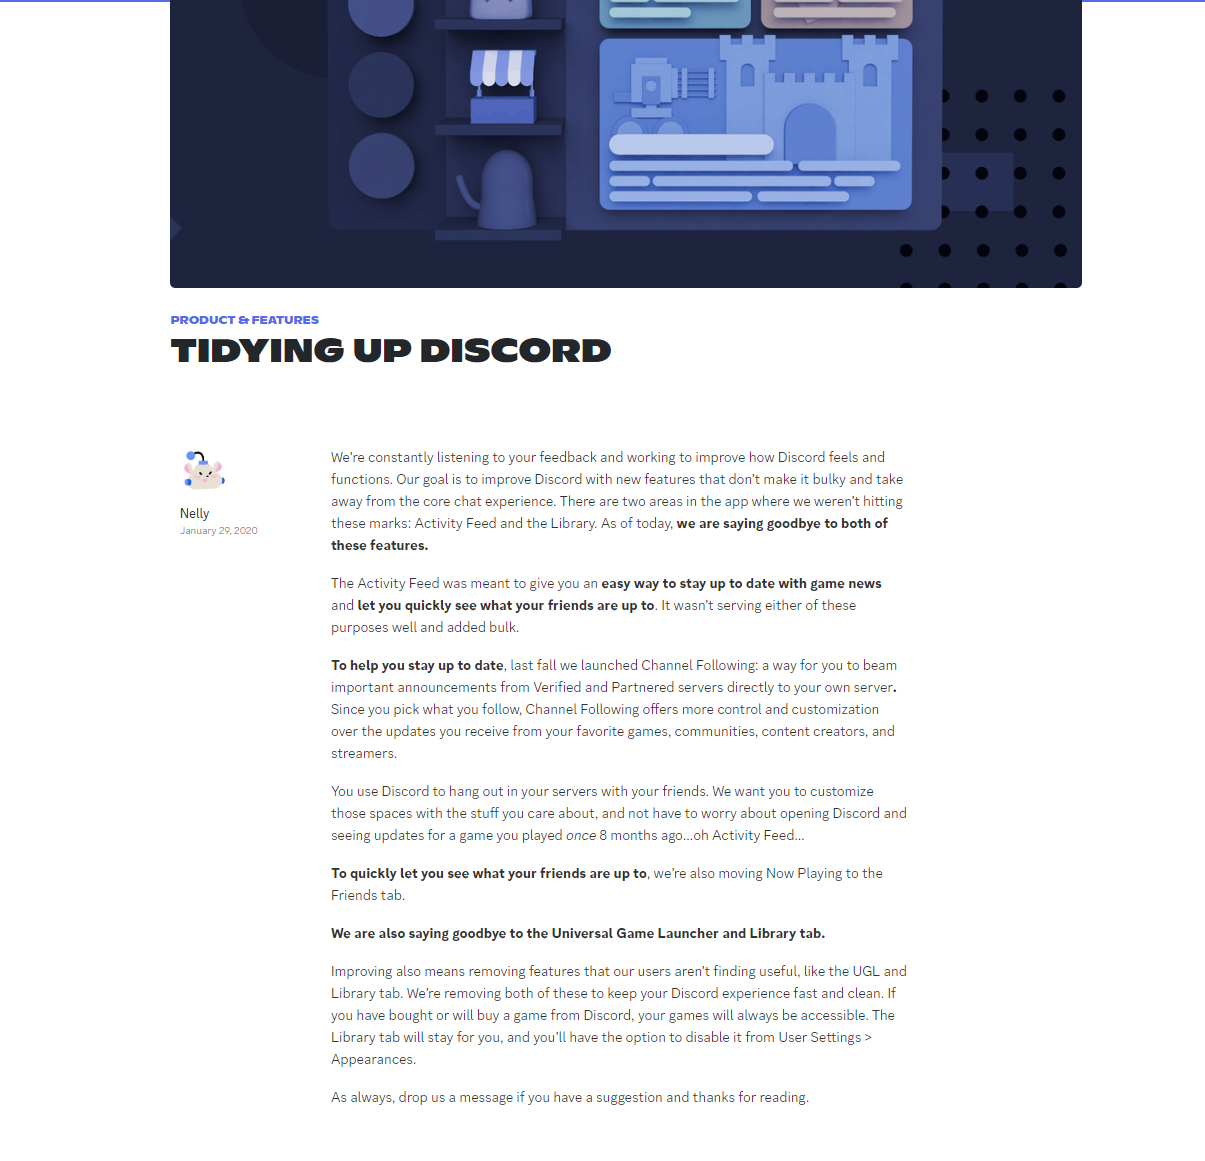 PRODUCT & FEATURES
TIDYING UP DISCORD
Nelly
January 29, 2020
We're constantly listening to your feedback and working to improve how Discord feels and
functions. Our goal is to improve Discord with new features that don't make it bulky and take
away from the core chat experience. There are two areas in the app where we weren't hitting
these marks: Activity Feed and the Library. As of today, we are saying goodbye to both of
these features.
The Activity Feed was meant to give you an easy way to stay up to date with game news
and let you quickly see what your friends are up to. It wasn't serving either of these
purposes well and added bulk.
To help you stay up to date, last fall we launched Channel Following: a way for you to beam
important announcements from Verified and Partnered servers directly to your own server.
Since you pick what you follow, Channel Following offers more control and customization
over the updates you receive from your favorite games, communities, content creators, and
streamers.
You use Discord to hang out in your servers with your friends. We want you to customize
those spaces with the stuff you care about, and not have to worry about opening Discord and
seeing updates for a game you played once 8 months ago...oh Activity Feed...
To quickly let you see what your friends are up to, we're also moving Now Playing to the
Friends tab.
We are also saying goodbye to the Universal Game Launcher and Library tab.
Improving also means removing features that our users aren't finding useful, like the UGL and
Library tab. We're removing both of these to keep your Discord experience fast and clean. If
you have bought or will buy a game from Discord, your games will always be accessible. The
Library tab will stay for you, and you'll have the option to disable it from User Settings >
Appearances.
As always, drop us a message if you have a suggestion and thanks for reading.